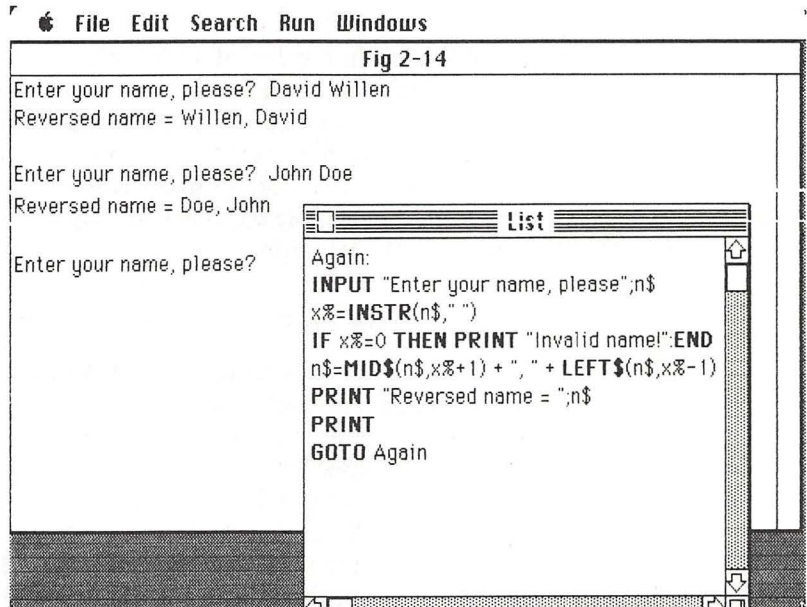 File Edit Search Run Windows
Fig 2-14
Enter your name, please? David Willen
Reversed name = Willen, David
Enter your name, please? John Doe
Reversed name = Doe, John
Enter your name, please?
List
Again:
INPUT "Enter your name, please";n$
x%=INSTR(n$," ")
IF x%=0 THEN PRINT "Invalid name!":END
n$=MID$(n$,x%+1) + ", " + LEFT$(n$,x%-1)
PRINT "Reversed name = ";n$
PRINT
GOTO Again